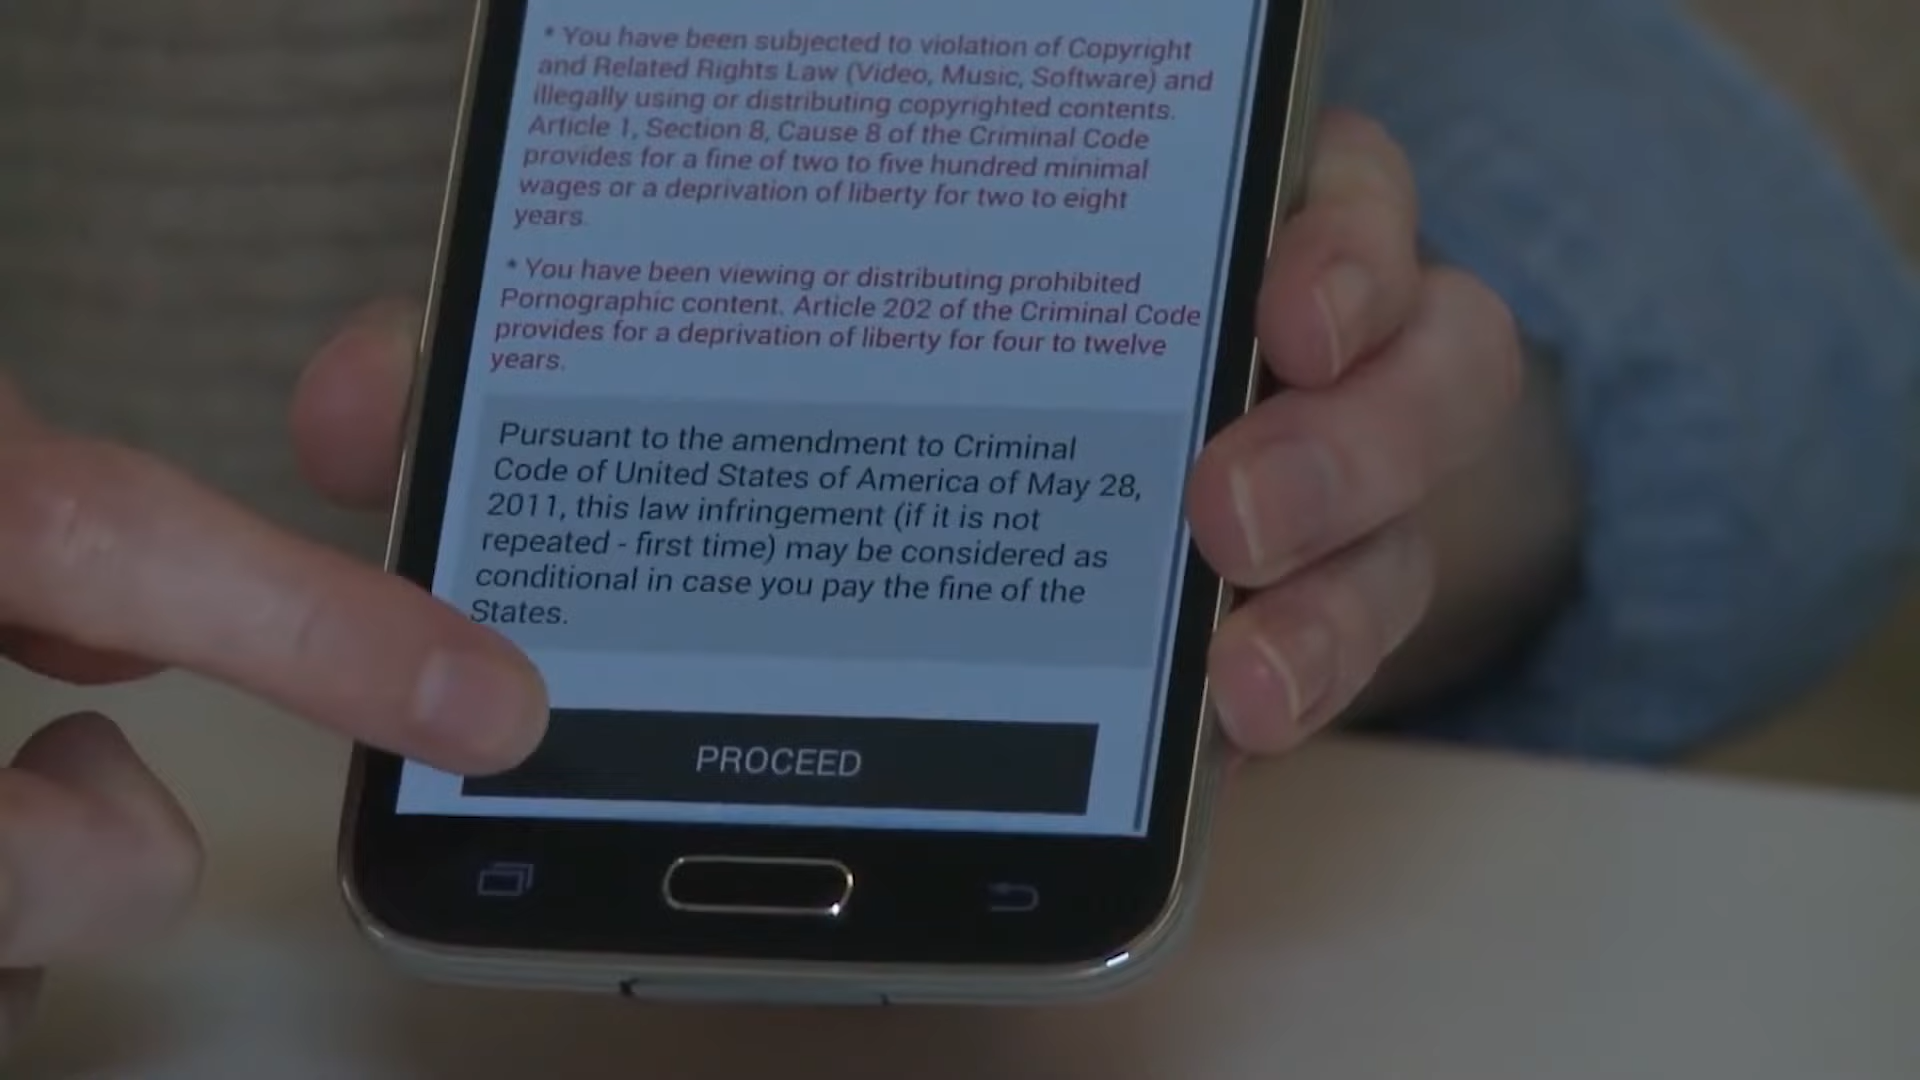 * You have been subjected to violation of Copyright
and Related Rights Law (Video, Music, Software) and
illegally using or distributing copyrighted contents.
Article 1, Section 8, Cause 8 of the Criminal Code
provides for a fine of two to five hundred minimal
wages or a deprivation of liberty for two to eight
years.
* You have been viewing or distributing prohibited
Pornographic content. Article 202 of the Criminal Code
provides for a deprivation of liberty for four to twelve
years.
Pursuant to the amendment to Criminal
Code of United States of America of May 28,
2011, this law infringement (if it is not
repeated - first time) may be considered as
conditional in case you pay the fine of the
States.
PROCEED